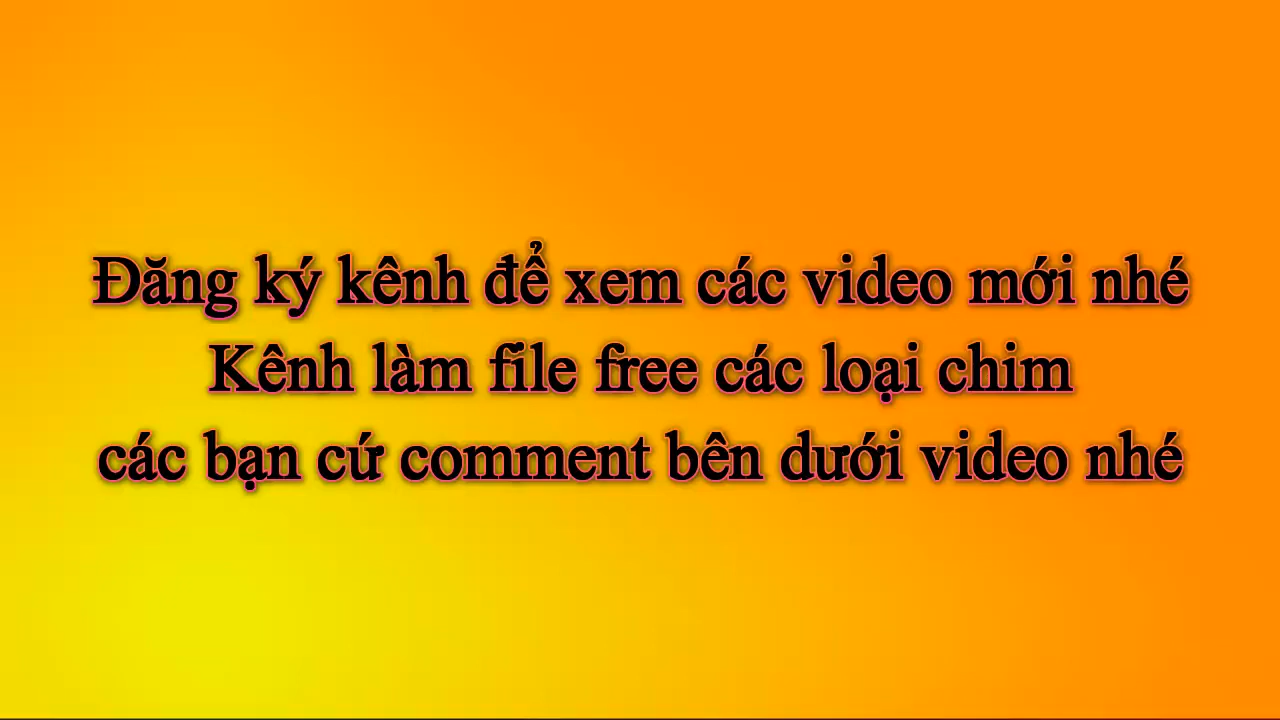 Đăng ký kênh để xem các video mới nhé
Kênh làm file free các loại chim
các bạn cứ comment bên dưới video nhé